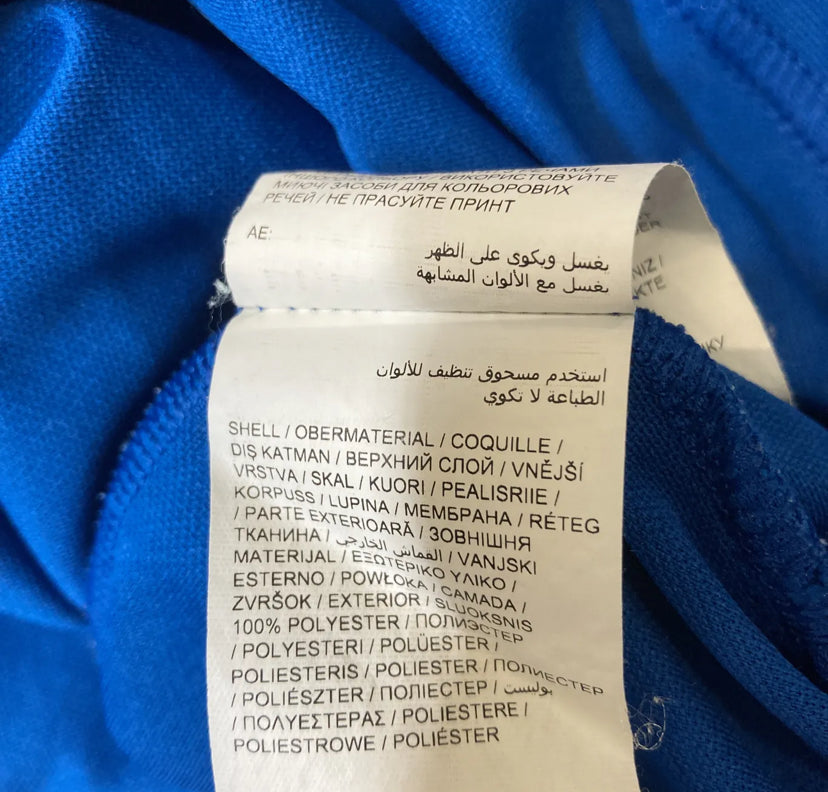 ВИКОРИСТОВУЙТЕ
МИЮЧІ ЗАСОБИ ДЛЯ КОЛЬОРОВИХ
РЕЧЕЙ / НЕ ПРАСУЙТЕ ПРИНТ
AE:
يغسل ويكوى على الظهر
يغسل مع الألوان المشابهة
استخدم مسحوق تنظيف للألوان
الطباعة لا تكوي
SHELL / OBERMATERIAL / COQUILLE /
DIŞ KATMAN / ВЕРХНИЙ СЛОЙ / VNĚJŠÍ
VRSTVA / SKAL / KUORI / PEALISRIIE /
KORPUSS / LUPINA / МЕМБРАНА / RÉTEG
/ PARTE EXTERIOARĂ / ЗОВНІШНЯ
ТКАНИНА / القماش الخارجي / VANJSKI
MATERIJAL / ΕΞΩΤΕΡΙΚΟ ΥΛΙΚΟ /
ESTERNO / POWŁOKA / CAMADA /
ZVRŠOK / EXTERIOR / SLUOKSNIS
100% POLYESTER / ПОЛИЭСТЕР
/ POLYESTERI / POLÜESTER /
POLIESTERIS / POLIESTER / ПОЛИЕСТЕР
/ POLIÉSZTER / ПОЛІЕСТЕР / بوليست
/ ΠΟΛΥΕΣΤΕΡΑΣ / POLIESTERE /
POLIESTROWE / POLIÉSTER